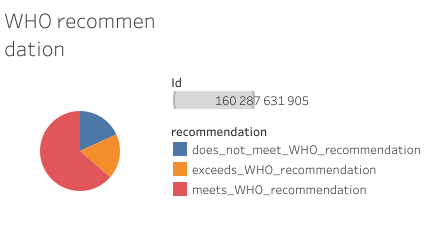 WHO recommen
dation
Id
160 287 631 905
recommendation
does_not_meet_WHO_recommendation
exceeds_WHO_recommendation
meets_WHO_recommendation